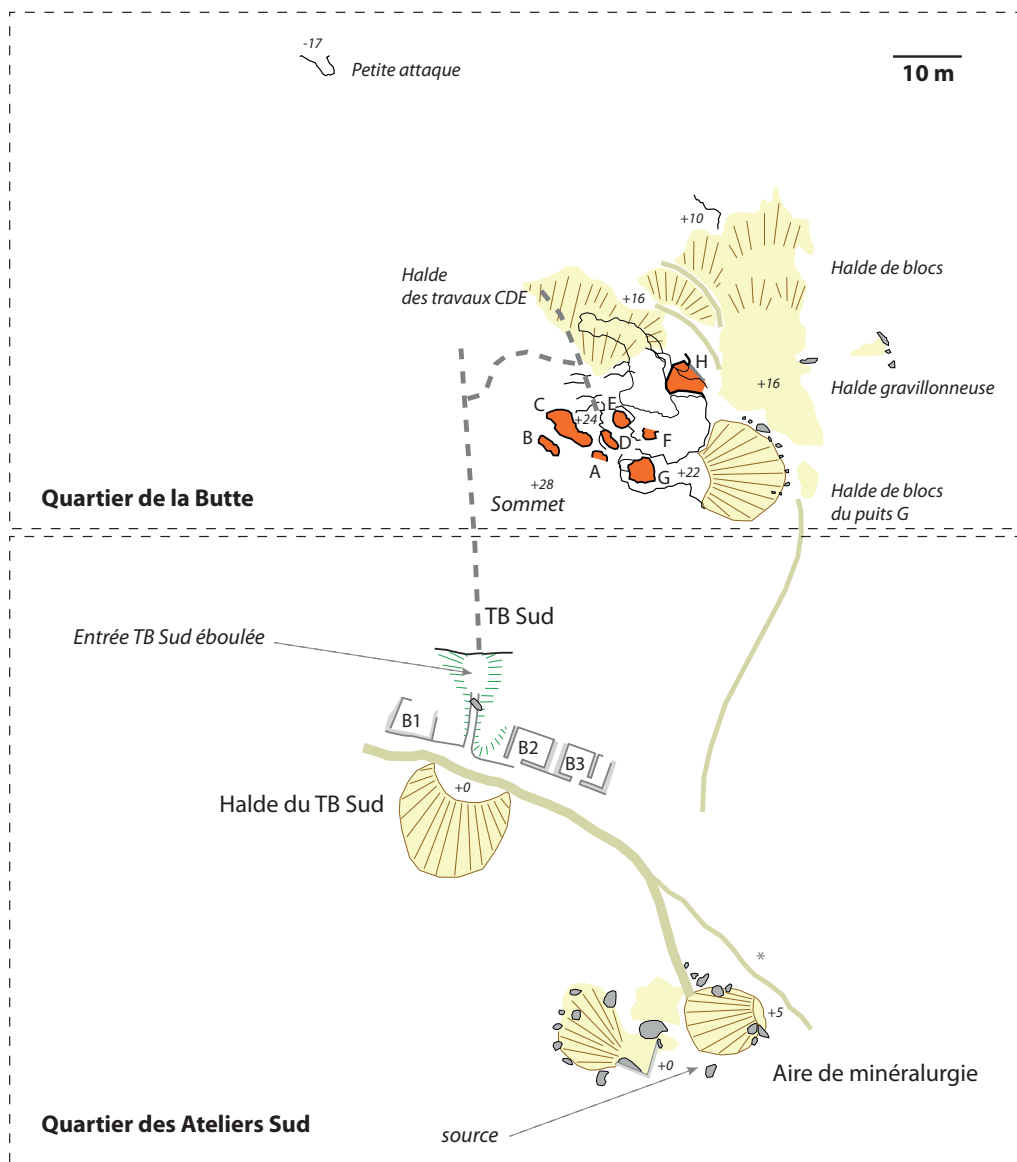 -17
Petite attaque
10 m
+10
Halde de blocs
Halde
des travaux CDE
+16
H
+16
Halde gravillonneuse
C
E
+24
B
D
F
A
G
+22
+28
Sommet
Quartier de la Butte
Halde de blocs
du puits G
TB Sud
Entrée TB Sud éboulée
B1
B2
B3
+0
Halde du TB Sud
*
+5
+0
Aire de minéralurgie
Quartier des Ateliers Sud
source